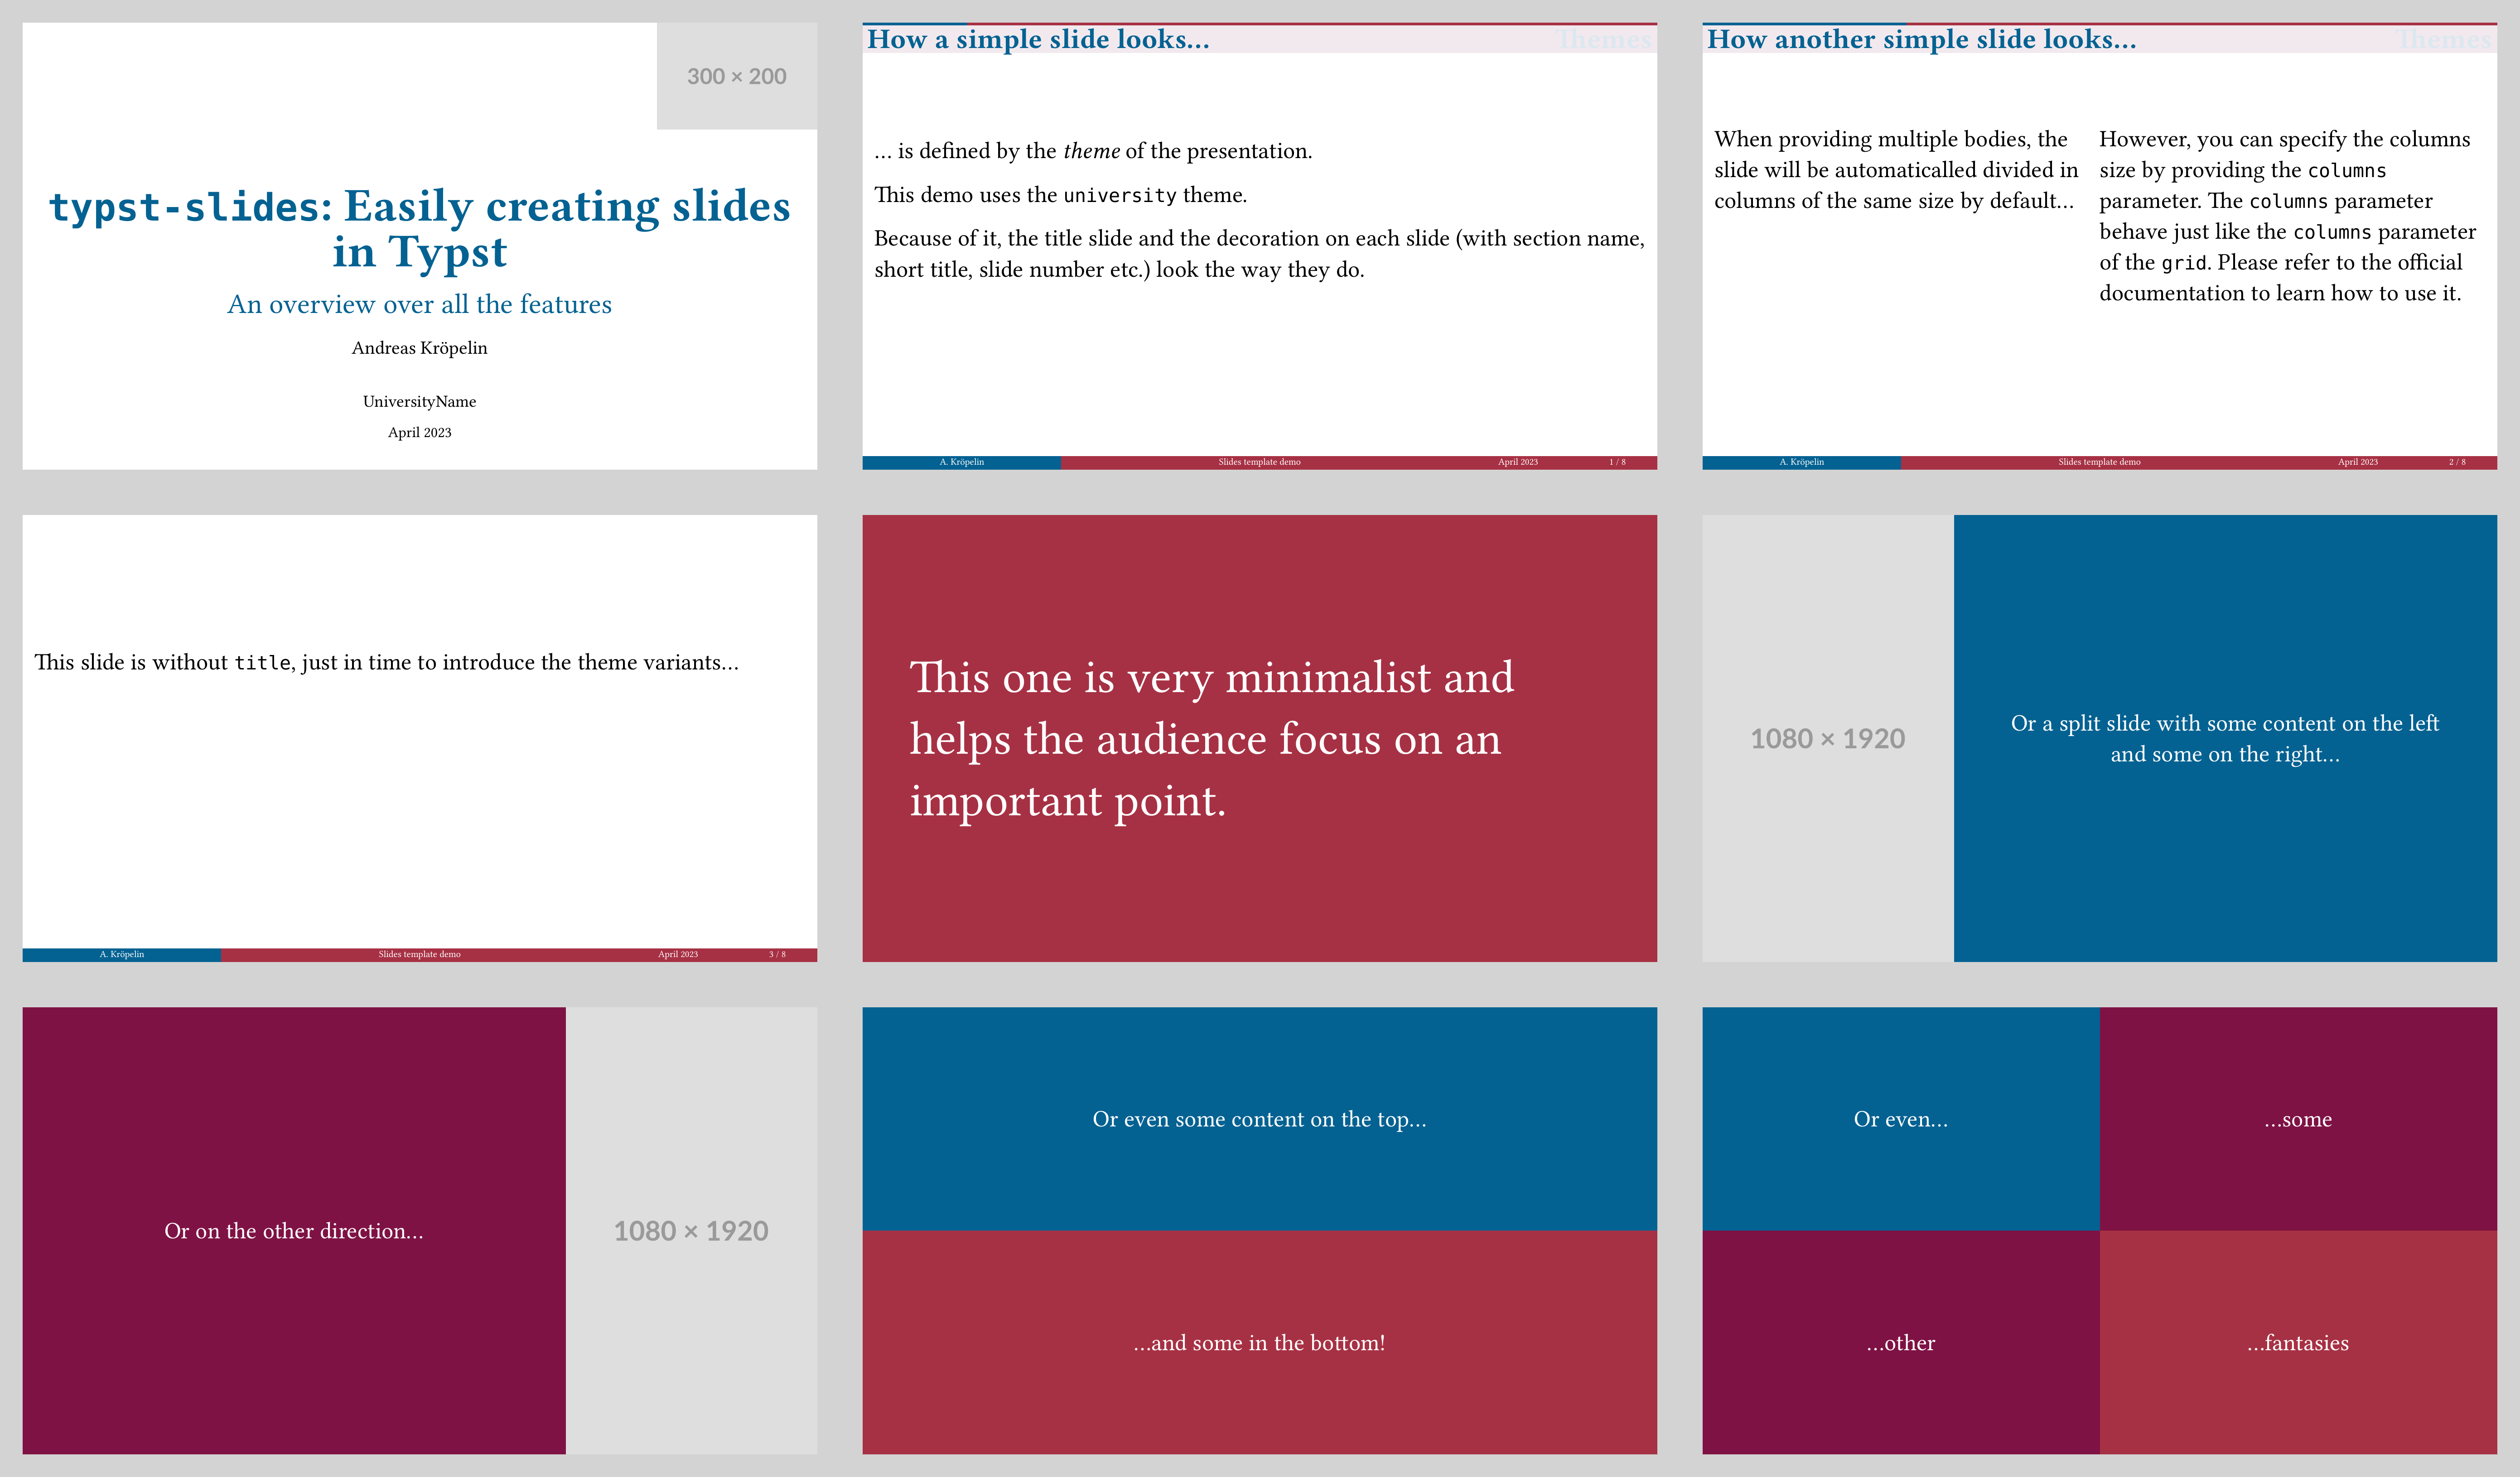 300 × 200
typst-slides: Easily creating slides
in Typst
An overview over all the features
Andreas Kröpelin
UniversityName
April 2023
How a simple slide looks…
Themes
… is defined by the theme of the presentation.
This demo uses the university theme.
Because of it, the title slide and the decoration on each slide (with section name,
short title, slide number etc.) look the way they do.
A. Kröpelin
Slides template demo
April 2023
1 / 8
How another simple slide looks…
Themes
When providing multiple bodies, the
slide will be automaticalled divided in
columns of the same size by default…
However, you can specify the columns
size by providing the columns
parameter. The columns parameter
behave just like the columns parameter
of the grid. Please refer to the official
documentation to learn how to use it.
A. Kröpelin
Slides template demo
April 2023
2 / 8
This slide is without title, just in time to introduce the theme variants…
A. Kröpelin
Slides template demo
April 2023
3 / 8
This one is very minimalist and
helps the audience focus on an
important point.
1080 × 1920
Or a split slide with some content on the left
and some on the right…
Or on the other direction…
1080 × 1920
Or even some content on the top…
…and some in the bottom!
Or even…
…some
…other
…fantasies